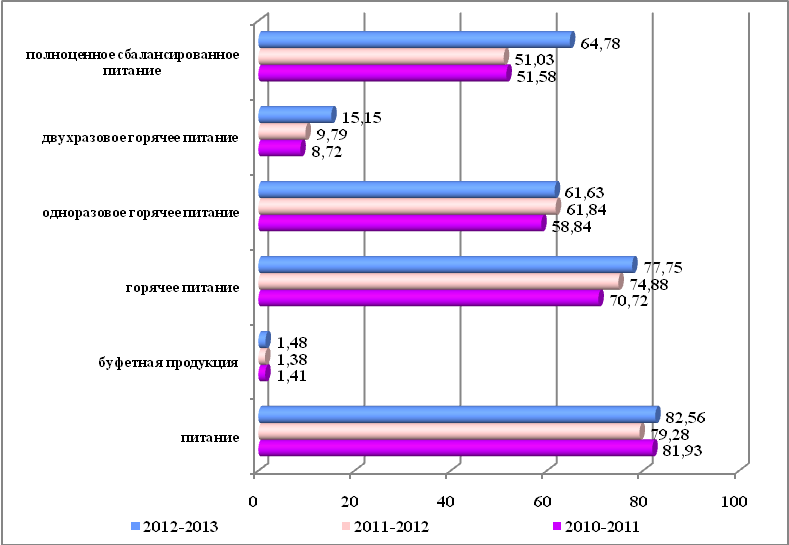 полноценное сбалансированное
питание
64,78
51,03
51,58
двухразовое горячее питание
15,15
9,79
8,72
одноразовое горячее питание
61,63
61,84
58,84
горячее питание
77,75
74,88
70,72
буфетная продукция
1,48
1,38
1,41
питание
82,56
79,28
81,93
0 20 40 60 80 100
2012-2013 2011-2012 2010-2011